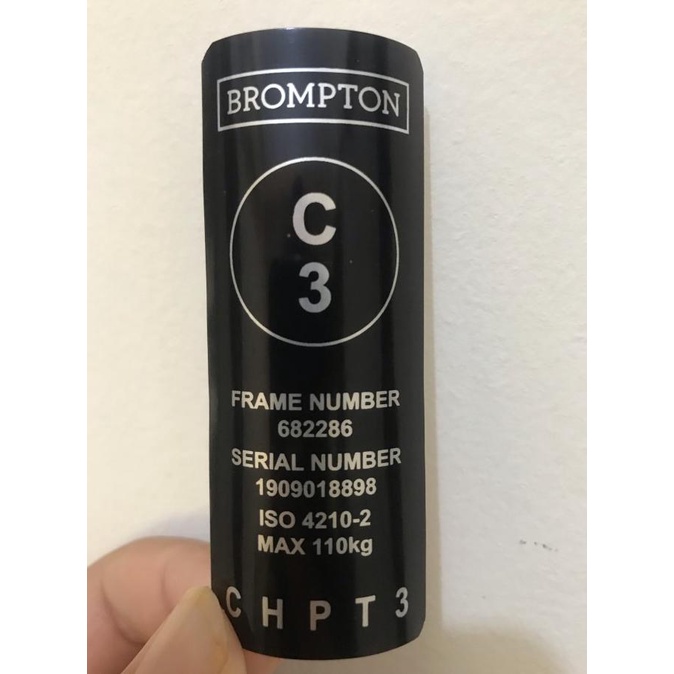 BROMPTON
C
3
FRAME NUMBER
682286
SERIAL NUMBER
1909018898
ISO 4210-2
MAX 110kg
CHPT3